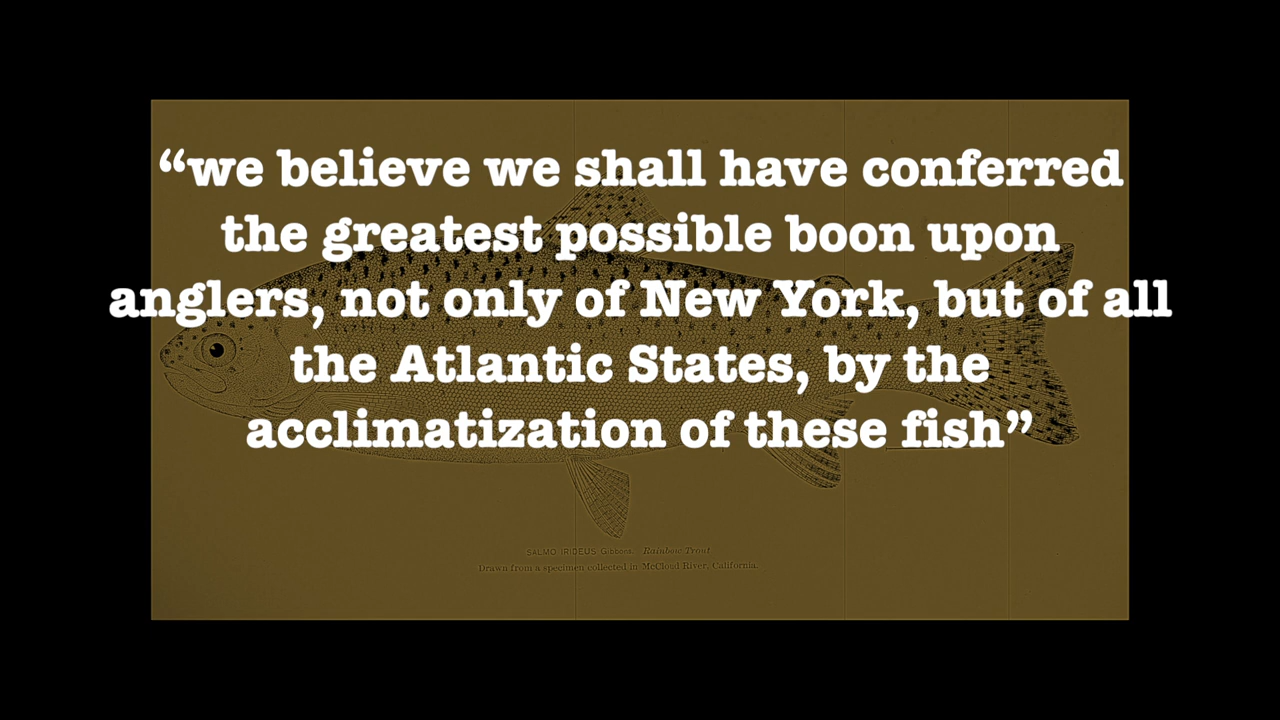 “we believe we shall have conferred
the greatest possible boon upon
anglers, not only of New York, but of all
the Atlantic States, by the
acclimatization of these fish”
SALMO IRIDEUS Gibbons. Rainbow Trout
Drawn from a specimen collected in McCloud River, California.